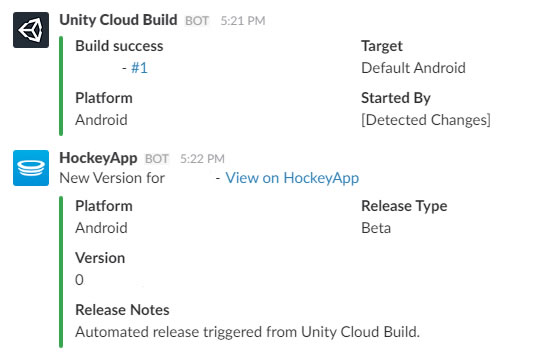 Unity Cloud Build BOT 5:21 PM
Build success Target
- #1 Default Android
Platform Started By
Android [Detected Changes]
HockeyApp BOT 5:22 PM
New Version for - View on HockeyApp
Platform Release Type
Android Beta
Version
0
Release Notes
Automated release triggered from Unity Cloud Build.